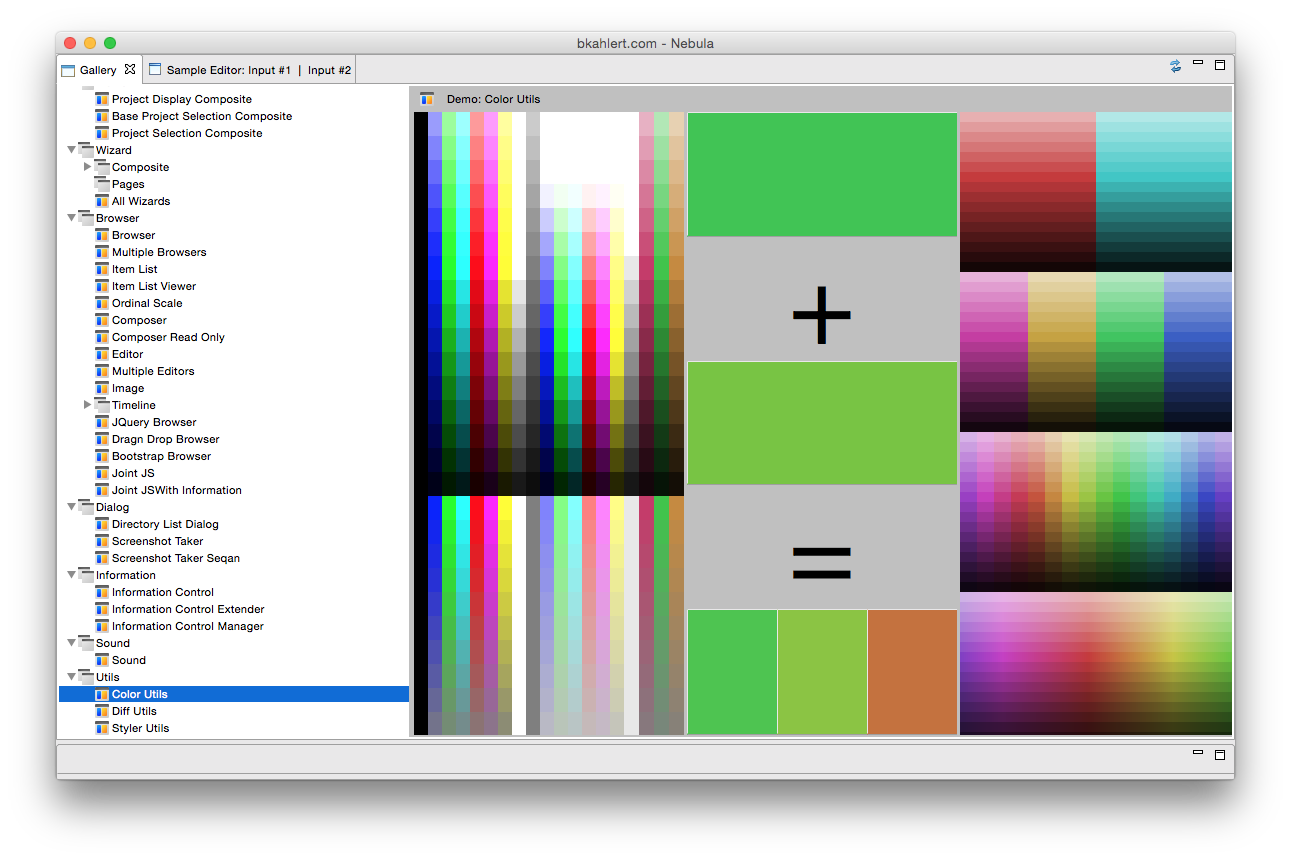 bkahlert.com - Nebula
Gallery
Sample Editor: Input #1 | Input #2
Project Display Composite
Base Project Selection Composite
Project Selection Composite
Wizard
Composite
Pages
All Wizards
Browser
Browser
Multiple Browsers
Item List
Item List Viewer
Ordinal Scale
Composer
Composer Read Only
Editor
Multiple Editors
Image
Timeline
JQuery Browser
Dragn Drop Browser
Bootstrap Browser
Joint JS
Joint JSWith Information
Dialog
Directory List Dialog
Screenshot Taker
Screenshot Taker Seqan
Information
Information Control
Information Control Extender
Information Control Manager
Sound
Sound
Utils
Color Utils
Diff Utils
Styler Utils
Demo: Color Utils
+
=